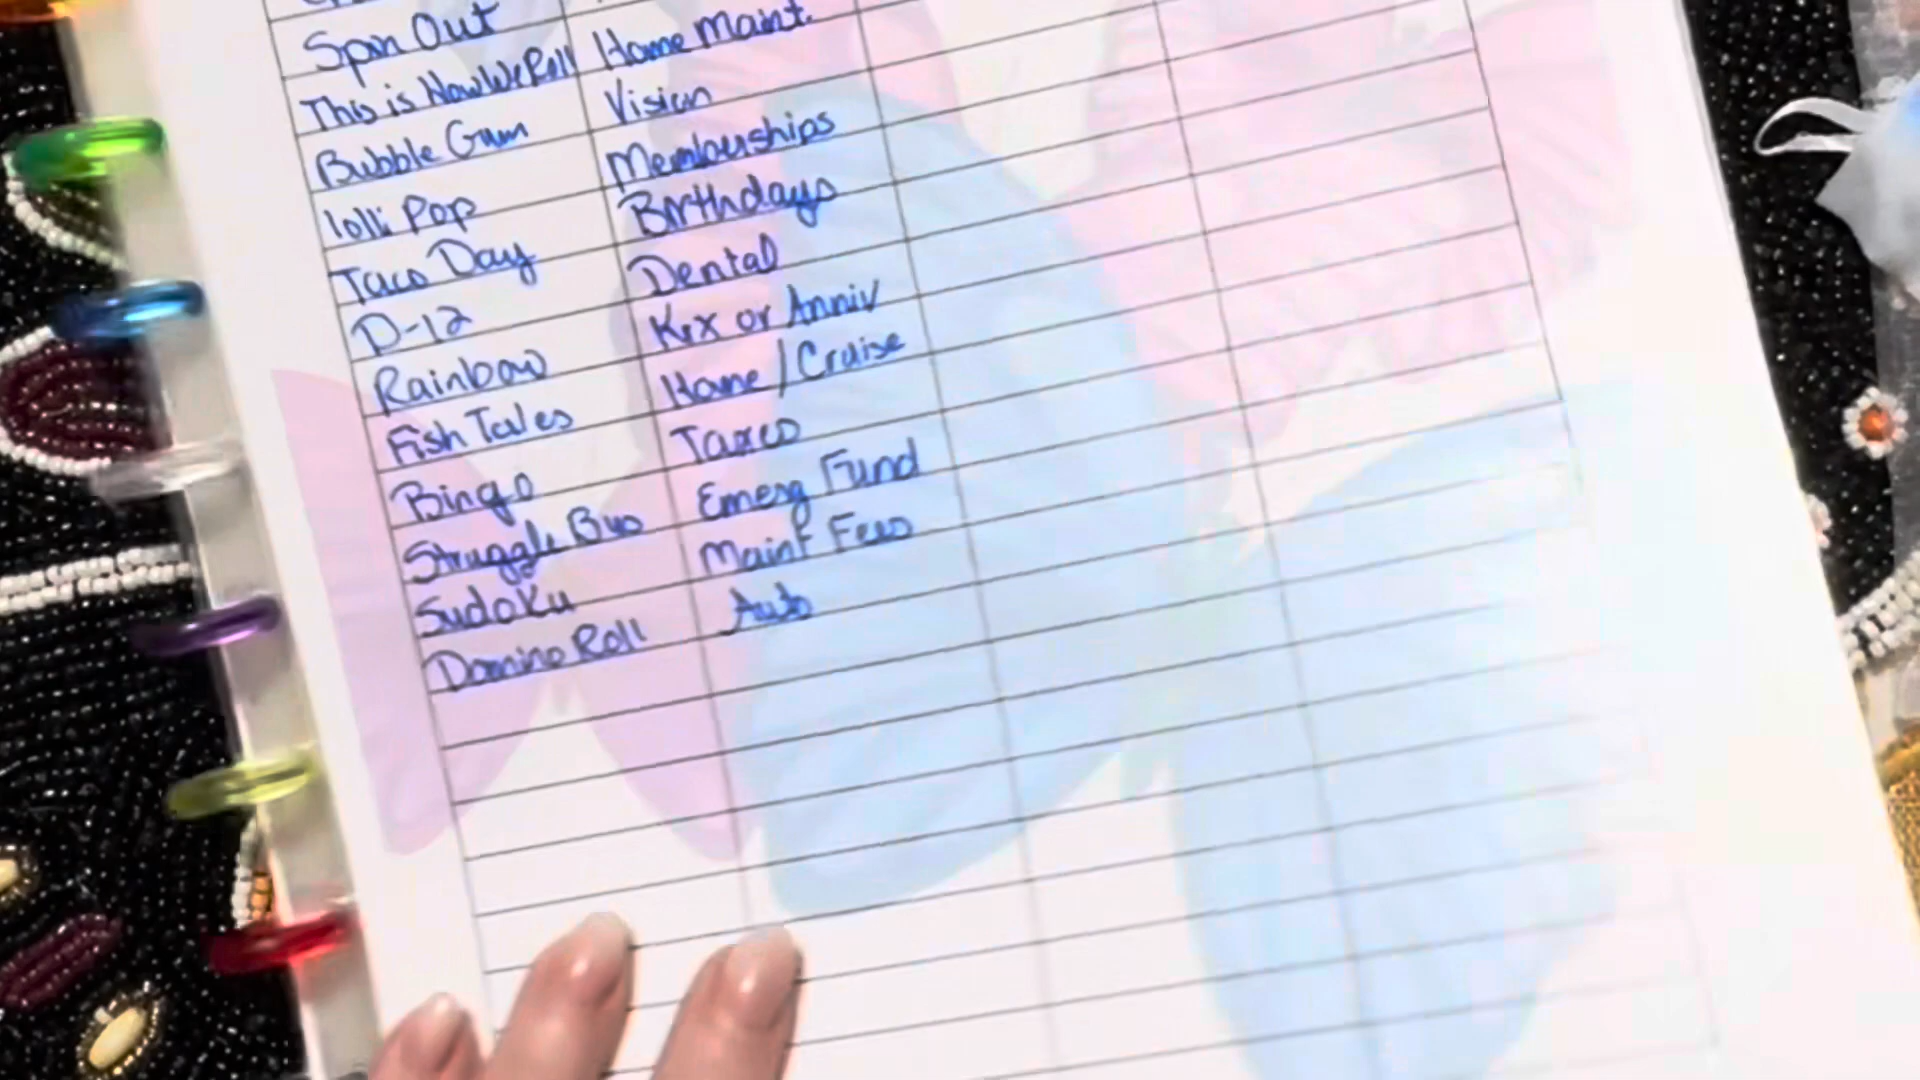 Spin Out
This is How We Roll Home Maint.
Bubble Gum Vision
lolli Pop Memberships
Taco Day Birthdays
D-12 Dental
Rainbow Kix or Anniv
Fish Tales Home / Cruise
Bingo Taxes
Struggle Bus Emerg Fund
Sudoku Maint Fees
Domino Roll Auto